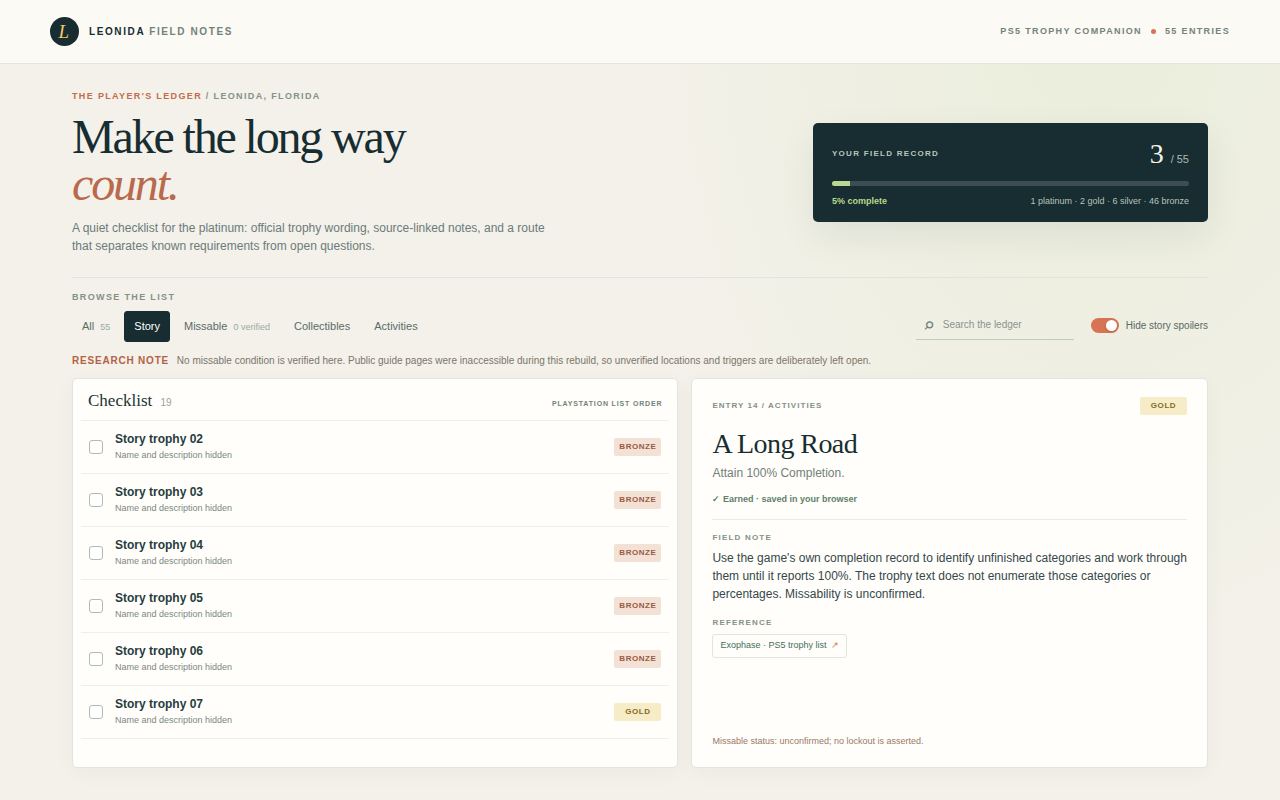 L LEONIDA FIELD NOTES
PS5 TROPHY COMPANION • 55 ENTRIES
THE PLAYER'S LEDGER / LEONIDA, FLORIDA
Make the long way
count.
A quiet checklist for the platinum: official trophy wording, source-linked notes, and a route
that separates known requirements from open questions.
YOUR FIELD RECORD
3 / 55
5% complete
1 platinum · 2 gold · 6 silver · 46 bronze
BROWSE THE LIST
All 55
Story
Missable 0 verified
Collectibles
Activities
Search the ledger
Hide story spoilers
RESEARCH NOTE No missable condition is verified here. Public guide pages were inaccessible during this rebuild, so unverified locations and triggers are deliberately left open.
Checklist 19
PLAYSTATION LIST ORDER
Story trophy 02
Name and description hidden
BRONZE
Story trophy 03
Name and description hidden
BRONZE
Story trophy 04
Name and description hidden
BRONZE
Story trophy 05
Name and description hidden
BRONZE
Story trophy 06
Name and description hidden
BRONZE
Story trophy 07
Name and description hidden
GOLD
ENTRY 14 / ACTIVITIES
GOLD
A Long Road
Attain 100% Completion.
✓ Earned · saved in your browser
FIELD NOTE
Use the game's own completion record to identify unfinished categories and work through
them until it reports 100%. The trophy text does not enumerate those categories or
percentages. Missability is unconfirmed.
REFERENCE
Exophase · PS5 trophy list ↗
Missable status: unconfirmed; no lockout is asserted.